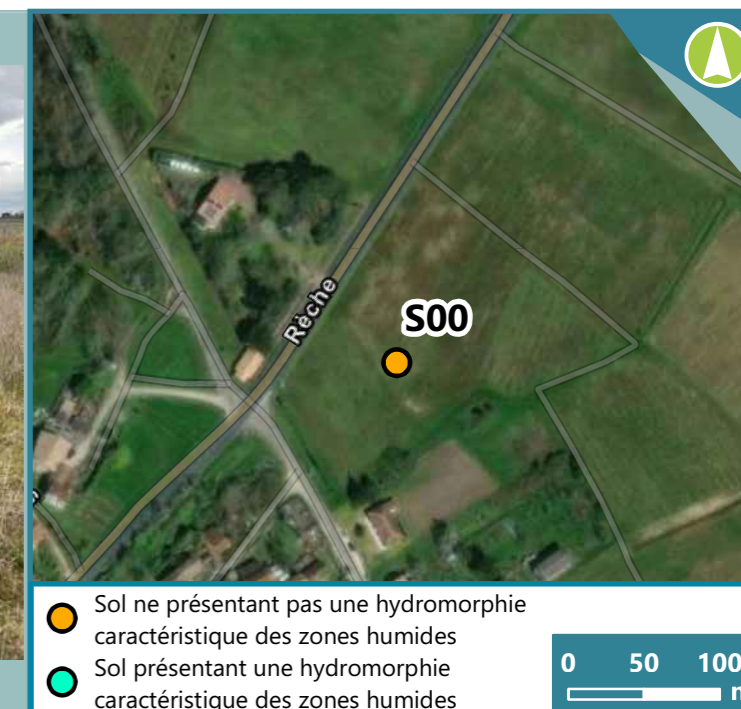 Rèche
S00
Sol ne présentant pas une hydromorphie
caractéristique des zones humides
Sol présentant une hydromorphie
caractéristique des zones humides
0 50 100